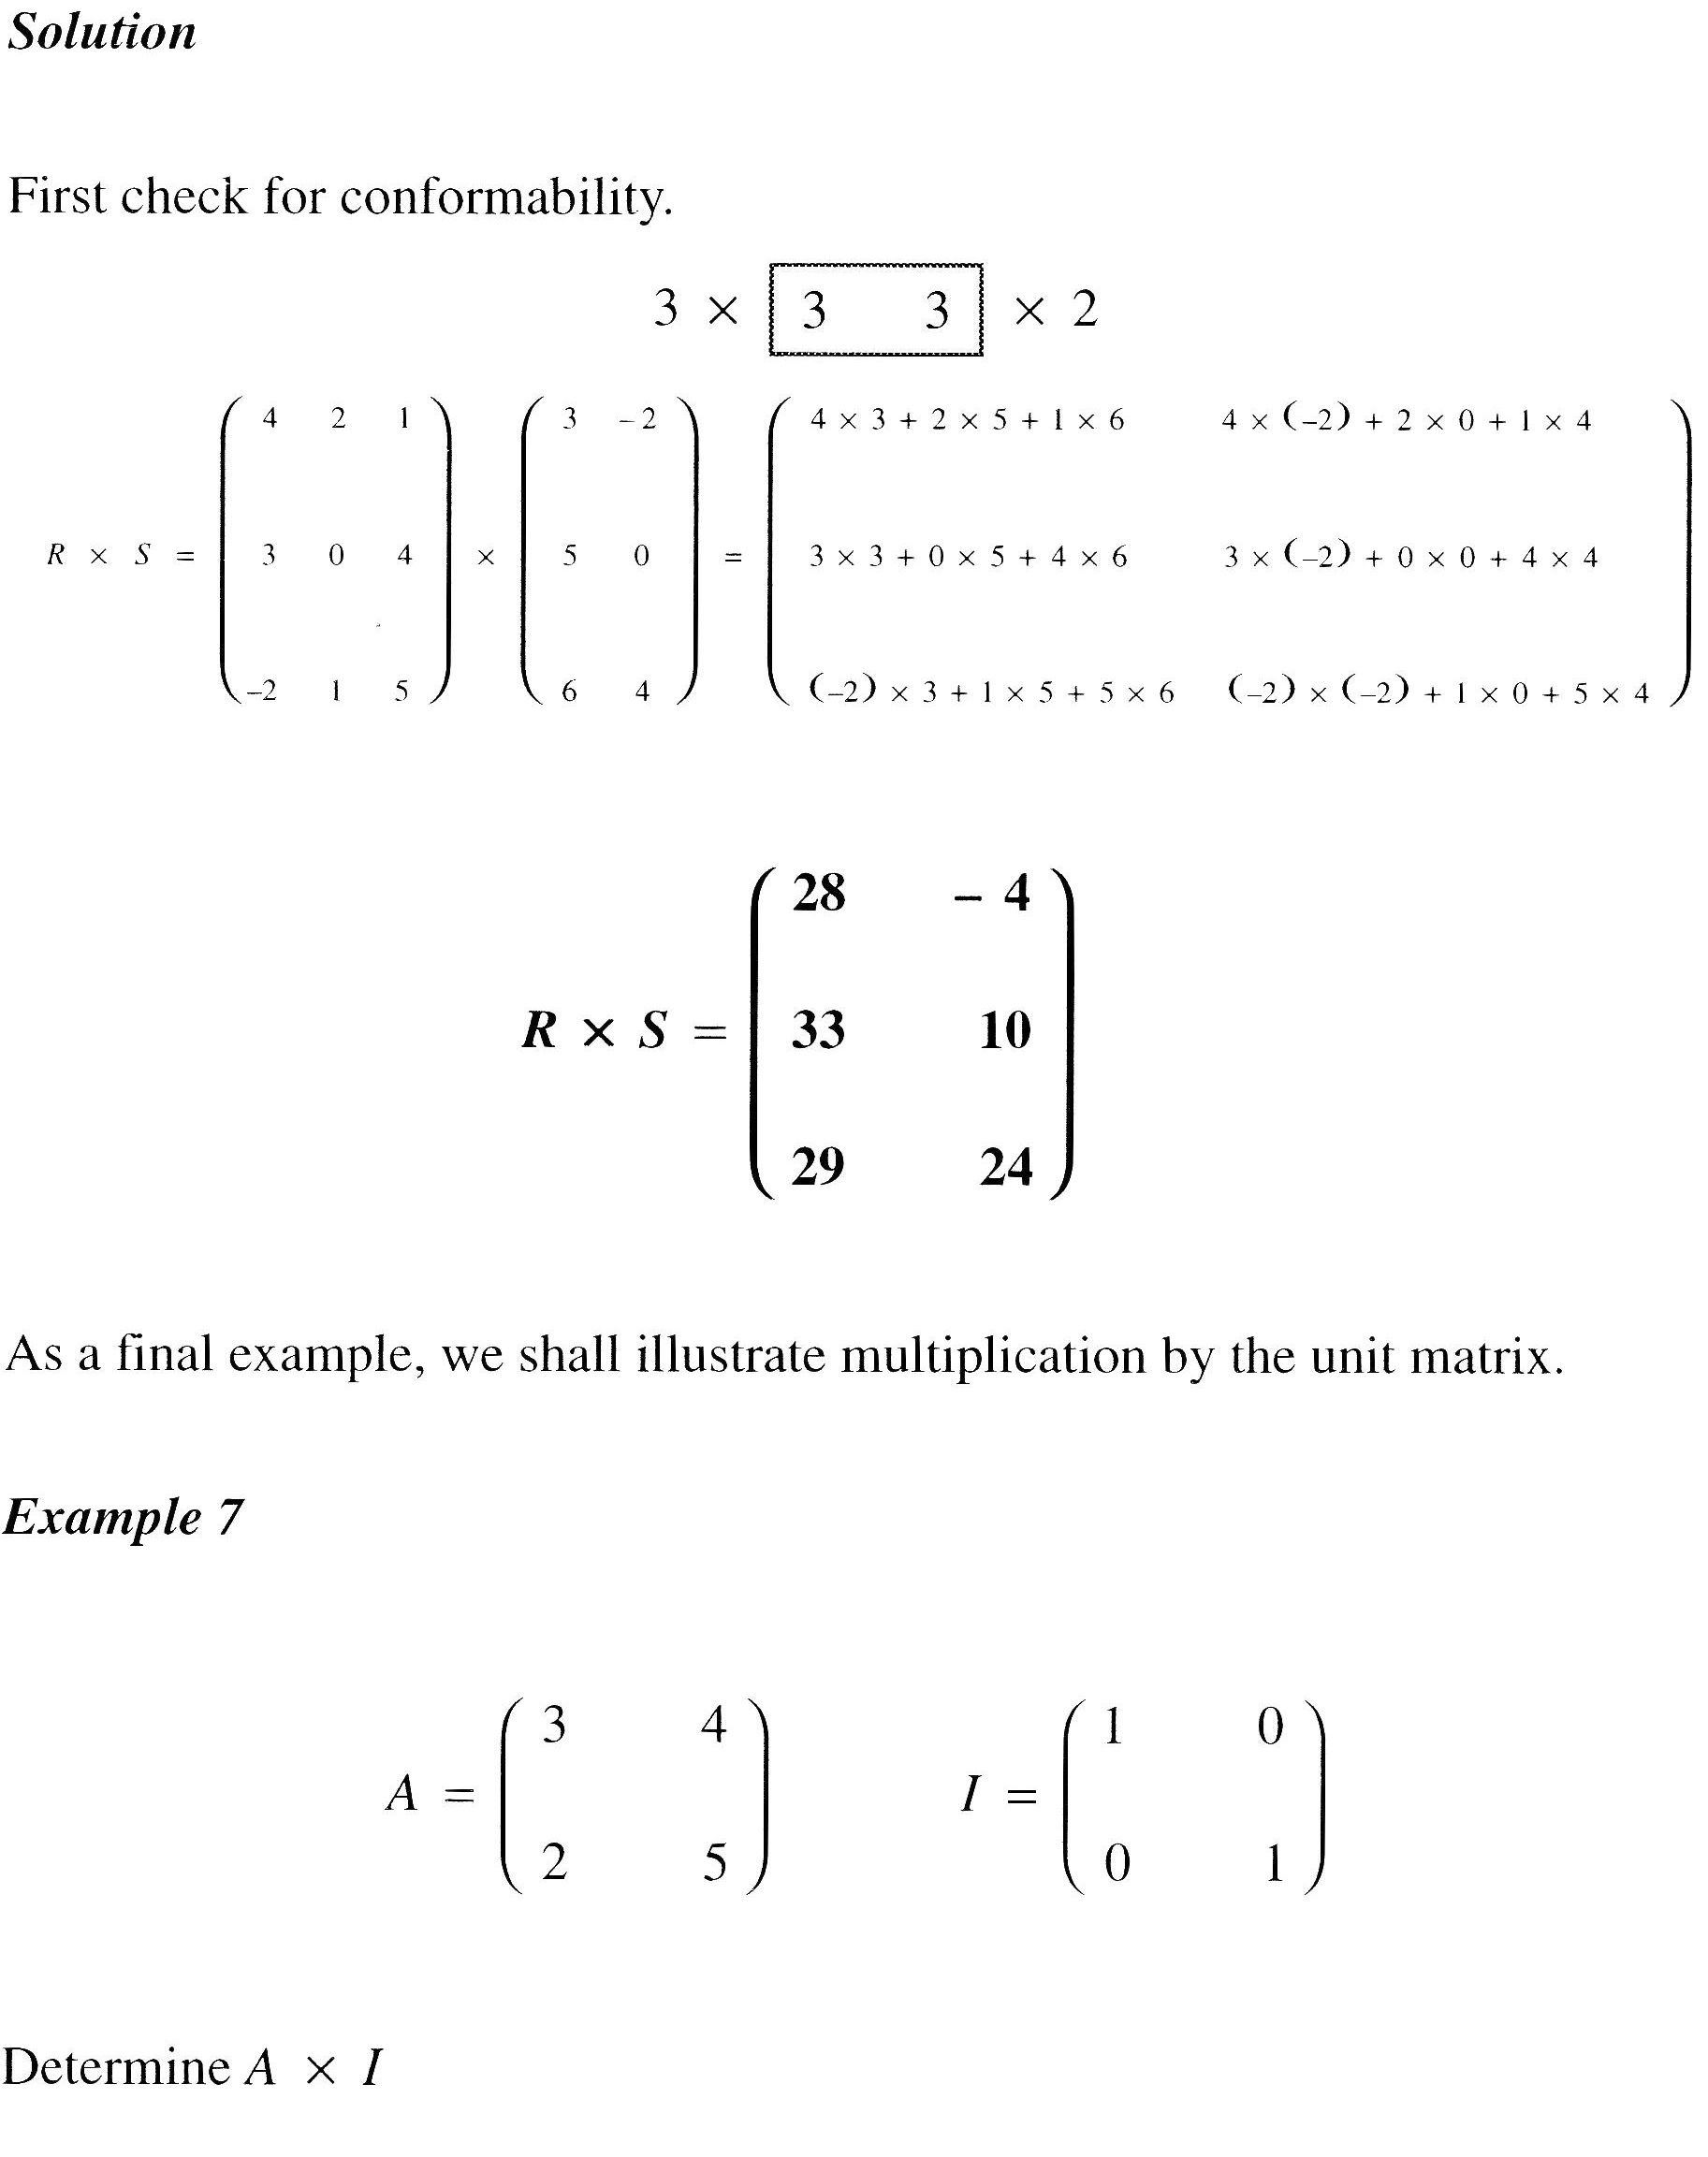 Solution
First check for conformability.
3 × 3 3 × 2
4 2 1 3 – 2 4 × 3 + 2 × 5 + 1 × 6 4 × (–2) + 2 × 0 + 1 × 4
R × S = 3 0 4 × 5 0 = 3 × 3 + 0 × 5 + 4 × 6 3 × (–2) + 0 × 0 + 4 × 4
–2 1 5 6 4 (–2) × 3 + 1 × 5 + 5 × 6 (–2) × (–2) + 1 × 0 + 5 × 4
28 – 4
R × S = 33 10
29 24
As a final example, we shall illustrate multiplication by the unit matrix.
Example 7
3 4 1 0
A = I =
2 5 0 1
Determine A × I